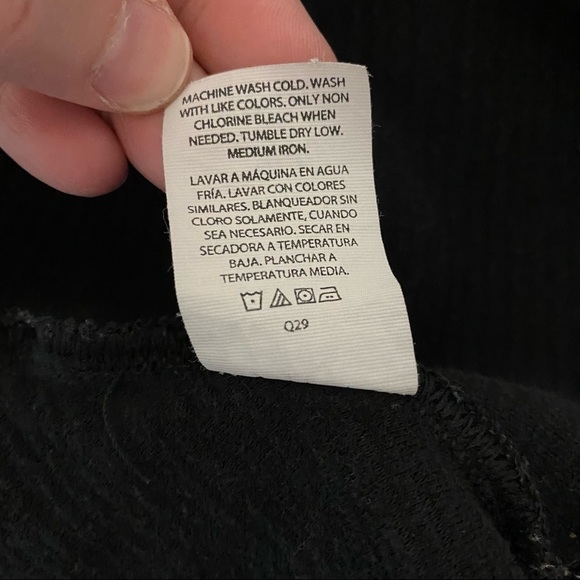 MACHINE WASH COLD. WASH
WITH LIKE COLORS. ONLY NON
CHLORINE BLEACH WHEN
NEEDED. TUMBLE DRY LOW.
MEDIUM IRON.
LAVAR A MÁQUINA EN AGUA
FRÍA. LAVAR CON COLORES
SIMILARES. BLANQUEADOR SIN
CLORO SOLAMENTE, CUANDO
SEA NECESARIO. SECAR EN
SECADORA A TEMPERATURA
BAJA. PLANCHAR A
TEMPERATURA MEDIA.
Q29